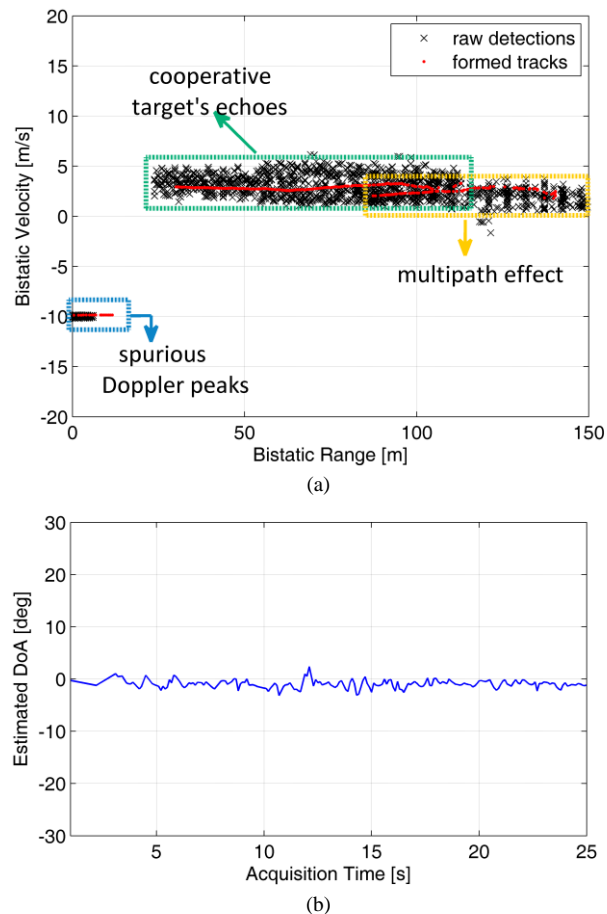 20
15
10
5
0
-5
-10
-15
-20
Bistatic Velocity [m/s]
× raw detections
· formed tracks
cooperative
target's echoes
multipath effect
spurious
Doppler peaks
0 50 100 150
Bistatic Range [m]
(a)
30
20
10
0
-10
-20
-30
Estimated DoA [deg]
5 10 15 20 25
Acquisition Time [s]
(b)